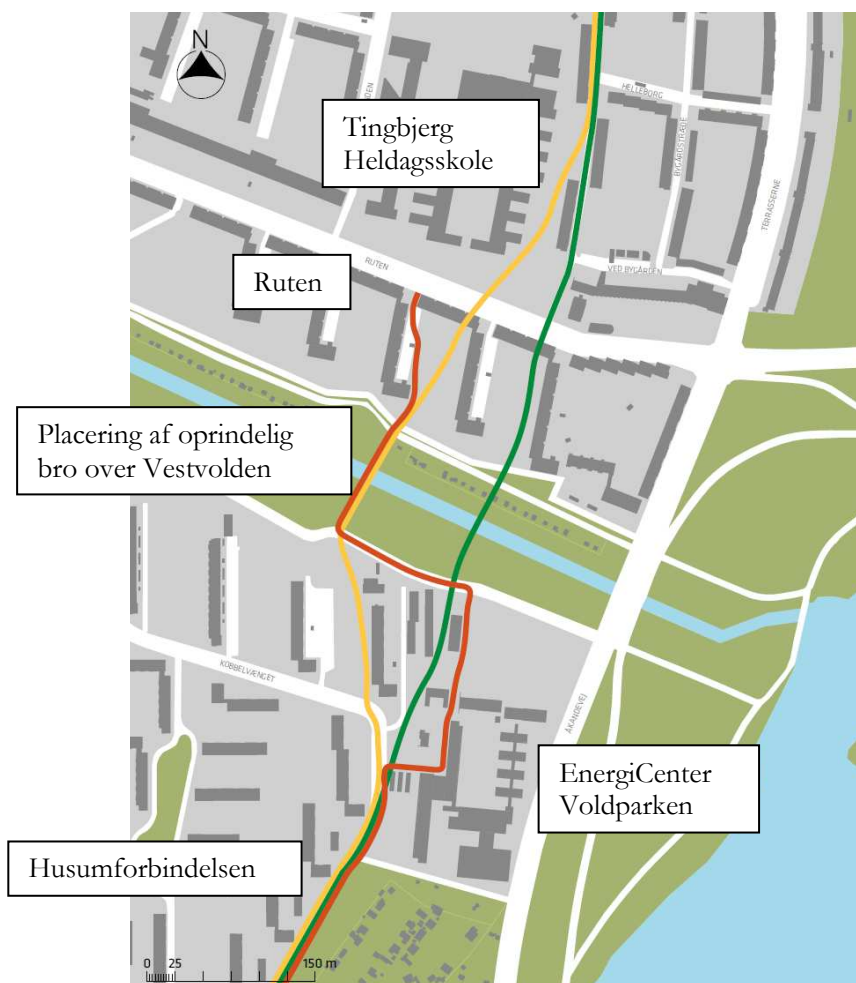 N
HELLEBORG
Tingbjerg
Heldagsskole
BYGÅRDSTRÆDE
TERRASSERNE
RUTEN
VED BYGÅRDEN
Ruten
Placering af oprindelig
bro over Vestvolden
KOBBELVÆNGET
ÅKANDEVEJ
EnergiCenter
Voldparken
Husumforbindelsen
0 25 150 m